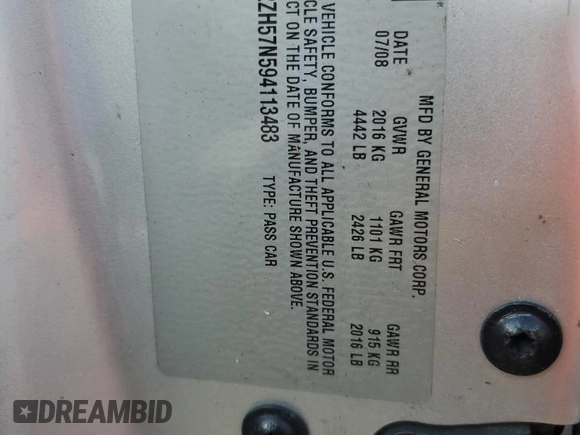 MFD BY GENERAL MOTORS CORP.
DATE GVWR GAWR FRT GAWR RR
07/08 2016 KG 1101 KG 915 KG
4442 LB 2426 LB 2016 LB
VEHICLE CONFORMS TO ALL APPLICABLE U.S. FEDERAL MOTOR
CLE SAFETY, BUMPER, AND THEFT PREVENTION STANDARDS IN
CT ON THE DATE OF MANUFACTURE SHOWN ABOVE.
ZH57N594113483 TYPE: PASS CAR
DREAMBID